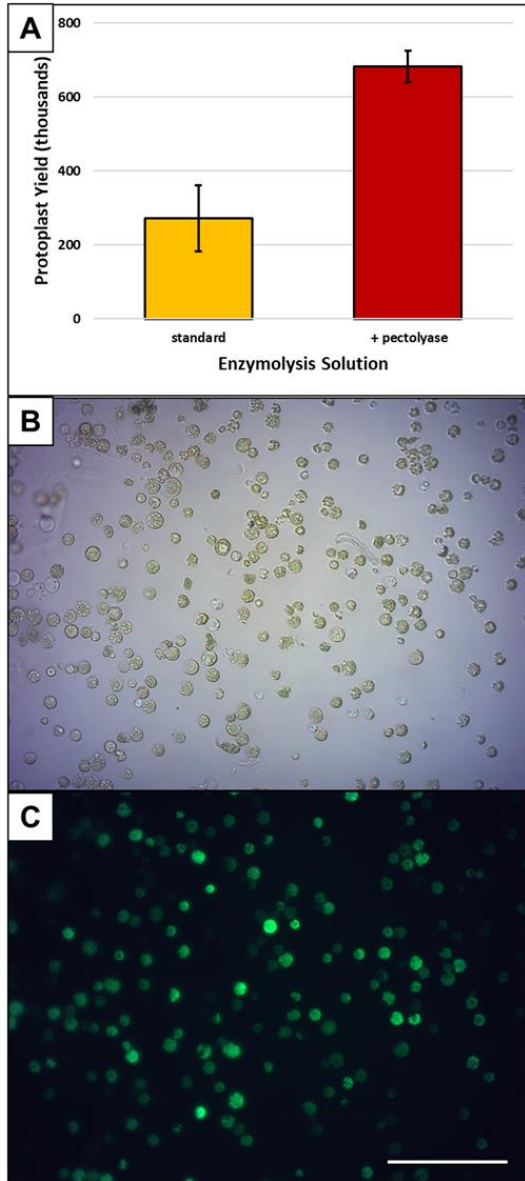 A
800
600
400
200
0
Protoplast Yield (thousands)
standard + pectolyase
Enzymolysis Solution
B
C